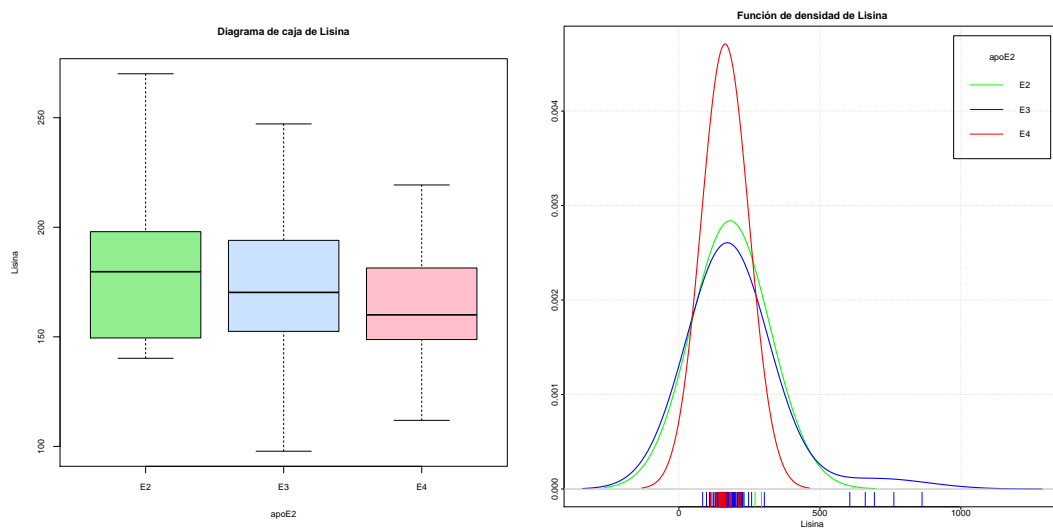 Diagrama de caja de Lisina
Lisina
250
200
150
100
E2
E3
E4
apoE2
Función de densidad de Lisina
apoE2
E2
E3
E4
0.004
0.003
0.002
0.001
0.000
0
500
1000
Lisina